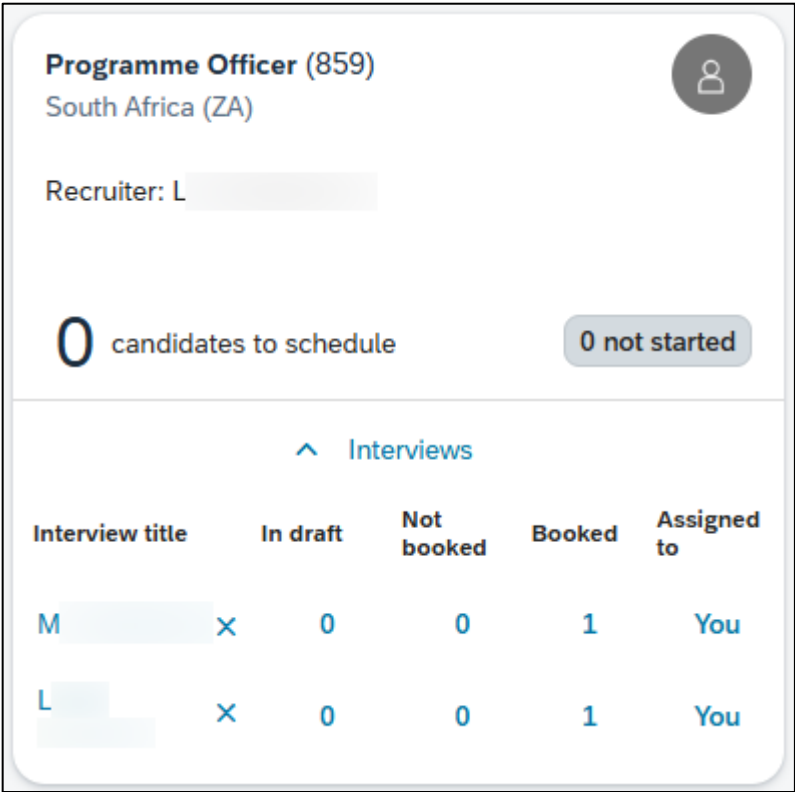 Programme Officer (859)
South Africa (ZA)
Recruiter: L
0 candidates to schedule
0 not started
Interviews
Interview title In draft Not booked Booked Assigned to
M × 0 0 1 You
L × 0 0 1 You